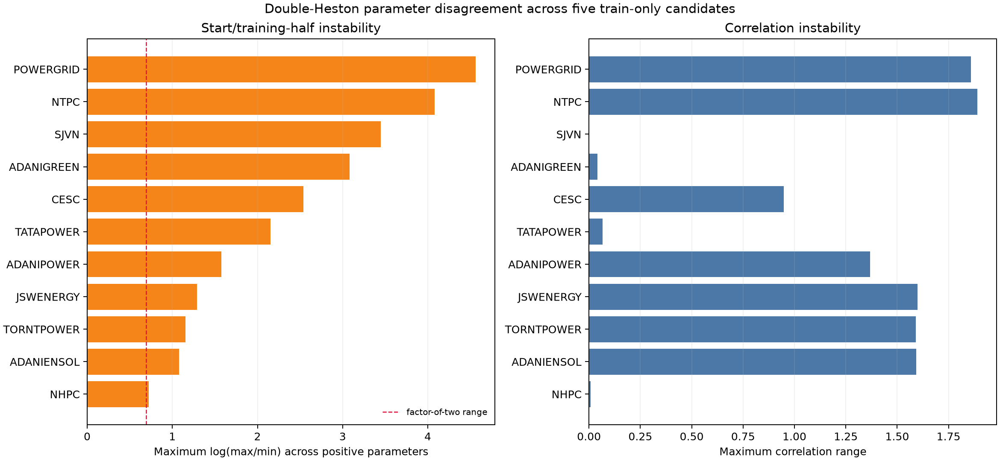 Double-Heston parameter disagreement across five train-only candidates
Start/training-half instability
POWERGRID
NTPC
SJVN
ADANIGREEN
CESC
TATAPOWER
ADANIPOWER
JSWENERGY
TORNTPOWER
ADANIENSOL
NHPC
factor-of-two range
0 1 2 3 4
Maximum log(max/min) across positive parameters
Correlation instability
POWERGRID
NTPC
SJVN
ADANIGREEN
CESC
TATAPOWER
ADANIPOWER
JSWENERGY
TORNTPOWER
ADANIENSOL
NHPC
0.00 0.25 0.50 0.75 1.00 1.25 1.50 1.75
Maximum correlation range